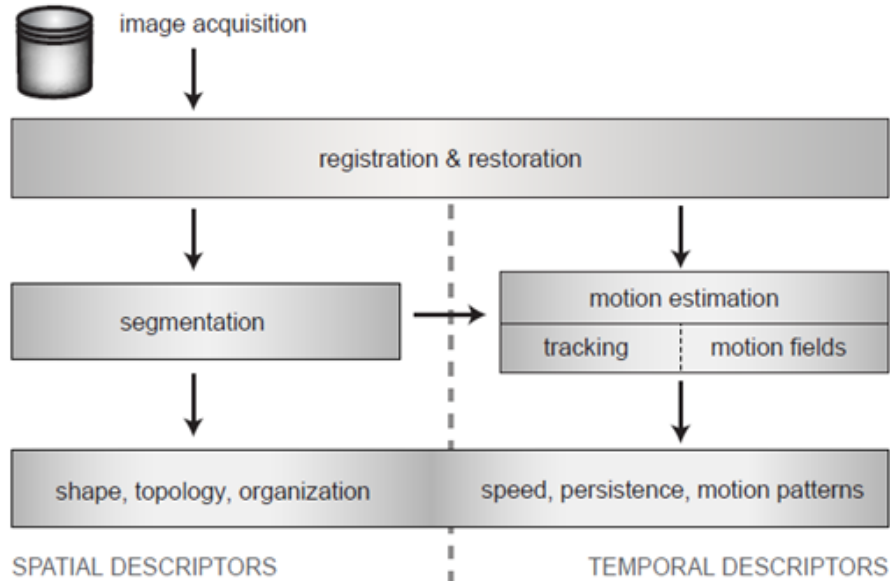 image acquisition
registration & restoration
segmentation
motion estimation
tracking
motion fields
shape, topology, organization
speed, persistence, motion patterns
SPATIAL DESCRIPTORS
TEMPORAL DESCRIPTORS